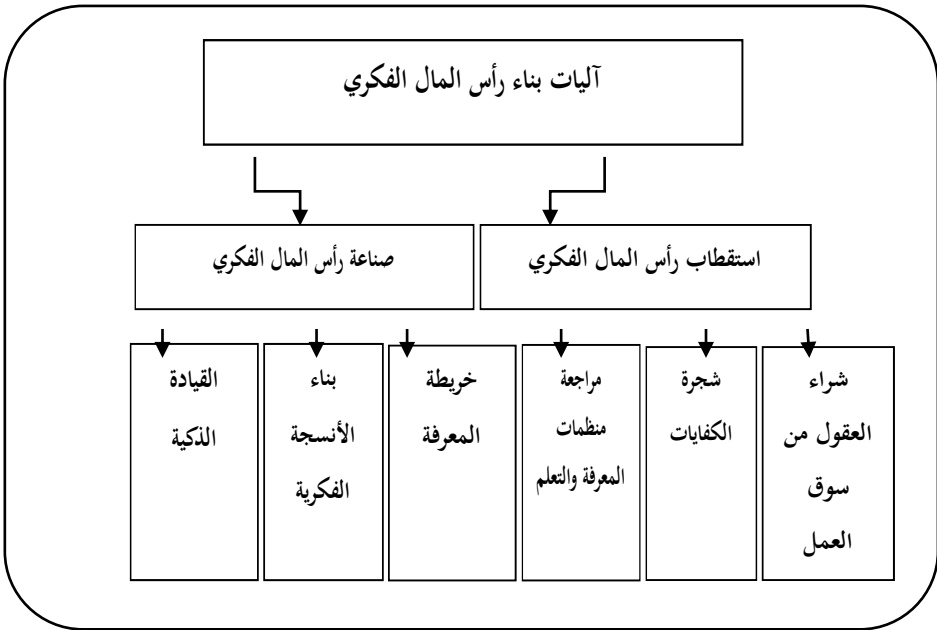 آليات بناء رأس المال الفكري
استقطاب رأس المال الفكري
صناعة رأس المال الفكري
شراء
العقول من
سوق
العمل
شجرة
الكفايات
مراجعة
منظمات
المعرفة والتعلم
خريطة
المعرفة
بناء
الأنسجة
الفكرية
القيادة
الذكية